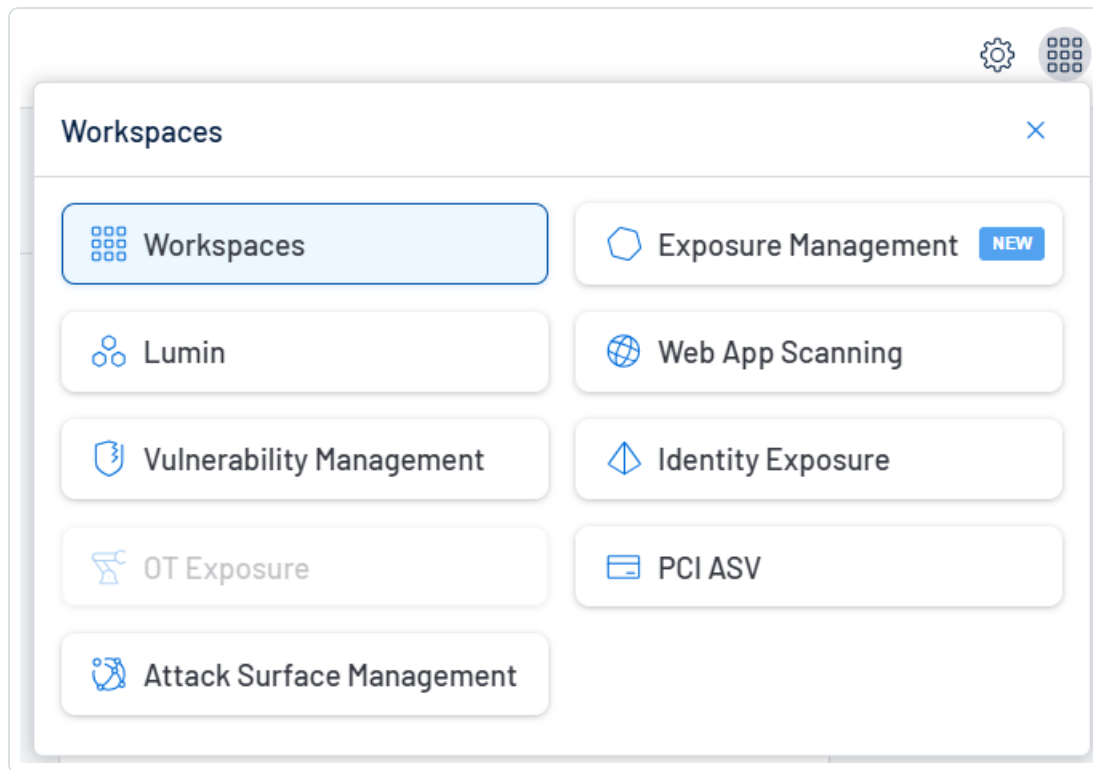 Workspaces
Workspaces
Exposure Management NEW
Lumin
Web App Scanning
Vulnerability Management
Identity Exposure
OT Exposure
PCI ASV
Attack Surface Management